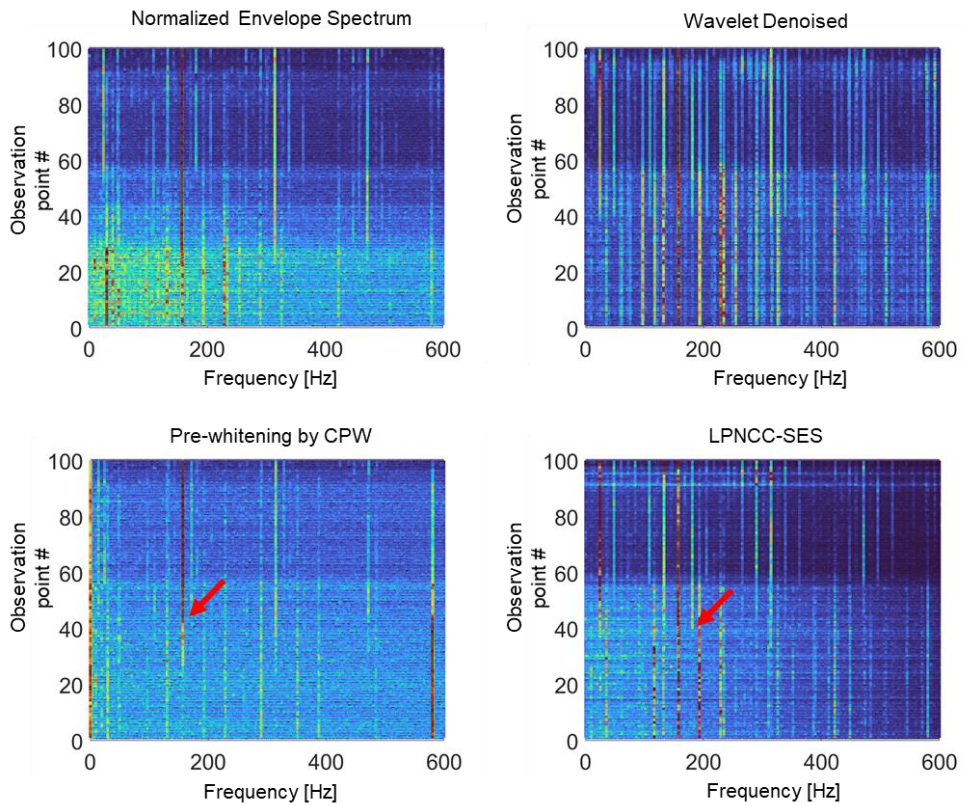 Normalized Envelope Spectrum
100
80
60
40
20
0
0 200 400 600
Observation
point #
Frequency [Hz]
Wavelet Denoised
100
80
60
40
20
0
0 200 400 600
Observation
point #
Frequency [Hz]
Pre-whitening by CPW
100
80
60
40
20
0
0 200 400 600
Observation
point #
Frequency [Hz]
LPNCC-SES
100
80
60
40
20
0
0 200 400 600
Observation
point #
Frequency [Hz]